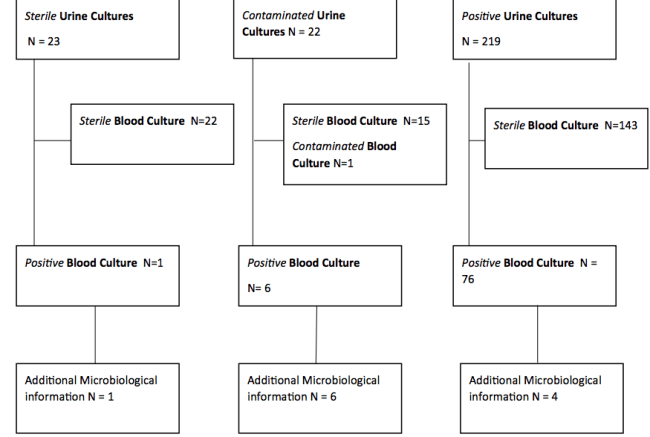 Sterile Urine Cultures
N = 23
Contaminated Urine
Cultures N = 22
Positive Urine Cultures
N = 219
Sterile Blood Culture N=22
Sterile Blood Culture N=15
Contaminated Blood
Culture N=1
Sterile Blood Culture N=143
Positive Blood Culture N=1
Positive Blood Culture
N= 6
Positive Blood Culture N =
76
Additional Microbiological
information N = 1
Additional Microbiological
information N = 6
Additional Microbiological
information N = 4